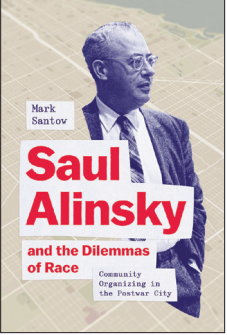 Mark
Santow
Saul
Alinsky
and the Dilemmas
of Race
Community
Organizing in
the Postwar City